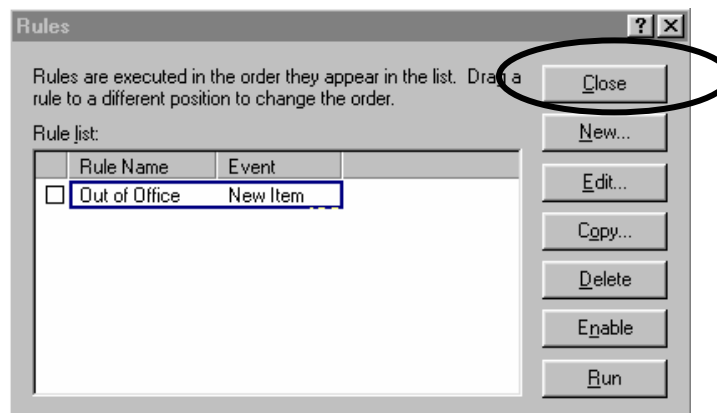 Rules
Rules are executed in the order they appear in the list. Drag a
rule to a different position to change the order.
Rule list:
Rule Name Event
Out of Office New Item
Close
New...
Edit...
Copy...
Delete
Enable
Run